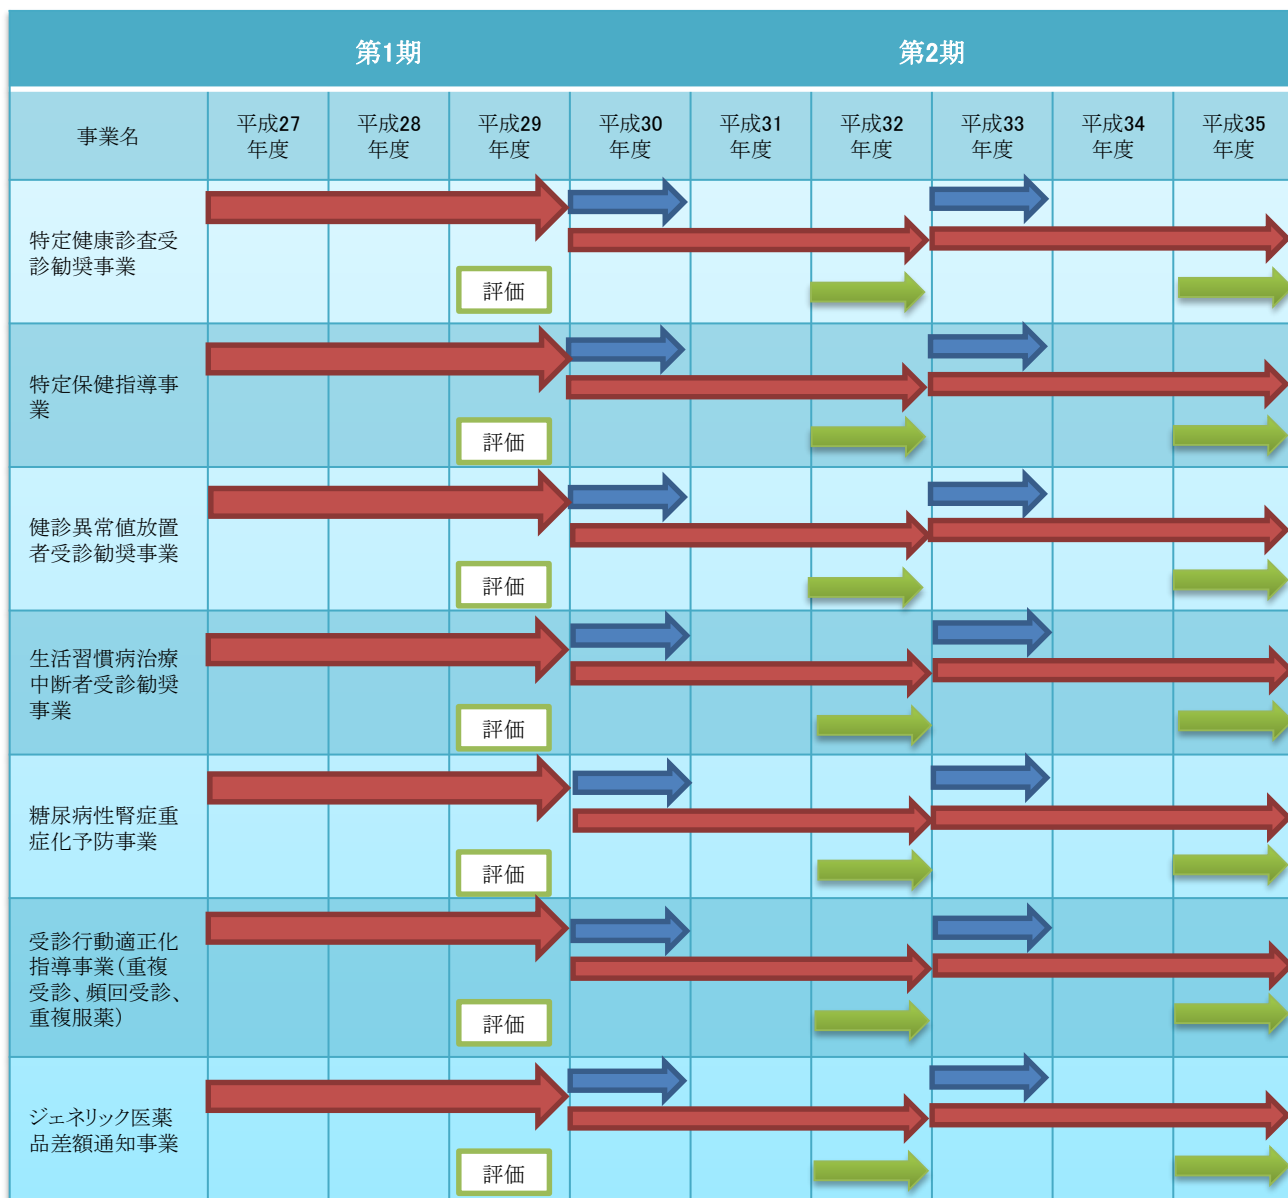 第1期
第2期
事業名
平成27
年度
平成28
年度
平成29
年度
平成30
年度
平成31
年度
平成32
年度
平成33
年度
平成34
年度
平成35
年度
特定健康診査受
診勧奨事業
評価
特定保健指導事
業
評価
健診異常値放置
者受診勧奨事業
評価
生活習慣病治療
中断者受診勧奨
事業
評価
糖尿病性腎症重
症化予防事業
評価
受診行動適正化
指導事業(重複
受診、頻回受診、
重複服薬)
評価
ジェネリック医薬
品差額通知事業
評価